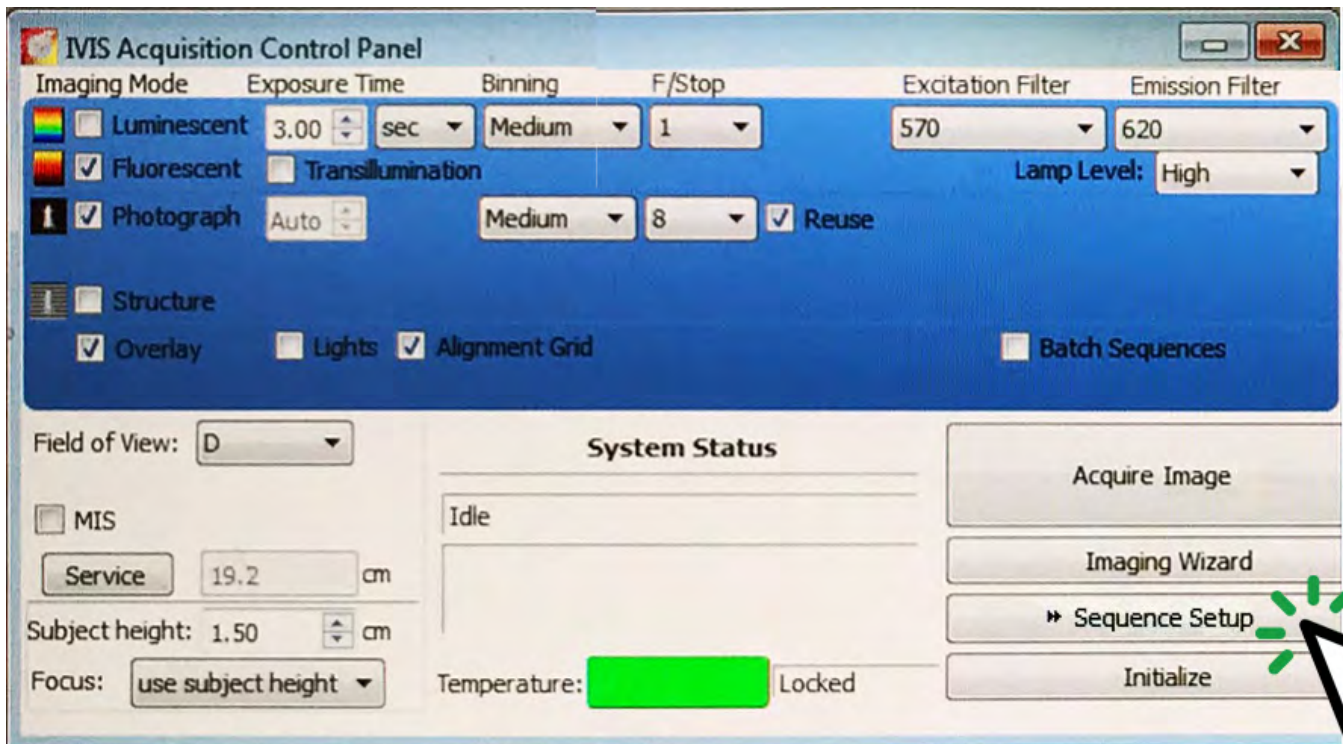 IVIS Acquisition Control Panel
Imaging Mode Exposure Time Binning F/Stop Excitation Filter Emission Filter
Luminescent 3.00 sec Medium 1 570 620
Fluorescent Transillumination Lamp Level: High
Photograph Auto Medium 8 Reuse
Structure
Overlay Lights Alignment Grid Batch Sequences
Field of View: D System Status Acquire Image
MIS Idle
Imaging Wizard
Service 19.2 cm
Sequence Setup
Subject height: 1.50 cm
Focus: use subject height Temperature: Locked Initialize